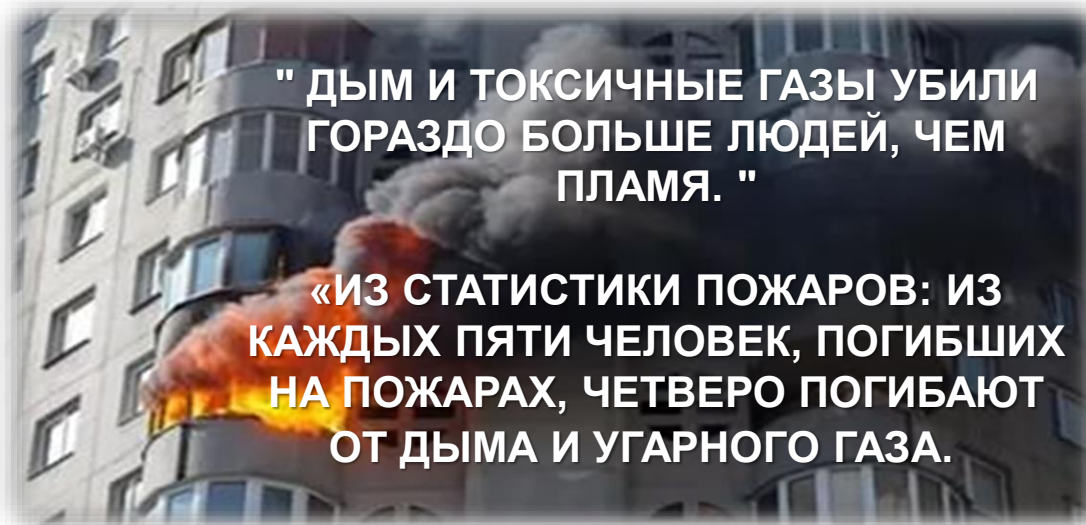 " ДЫМ И ТОКСИЧНЫЕ ГАЗЫ УБИЛИ
ГОРАЗДО БОЛЬШЕ ЛЮДЕЙ, ЧЕМ
ПЛАМЯ. "
«ИЗ СТАТИСТИКИ ПОЖАРОВ: ИЗ
КАЖДЫХ ПЯТИ ЧЕЛОВЕК, ПОГИБШИХ
НА ПОЖАРАХ, ЧЕТВЕРО ПОГИБАЮТ
ОТ ДЫМА И УГАРНОГО ГАЗА.